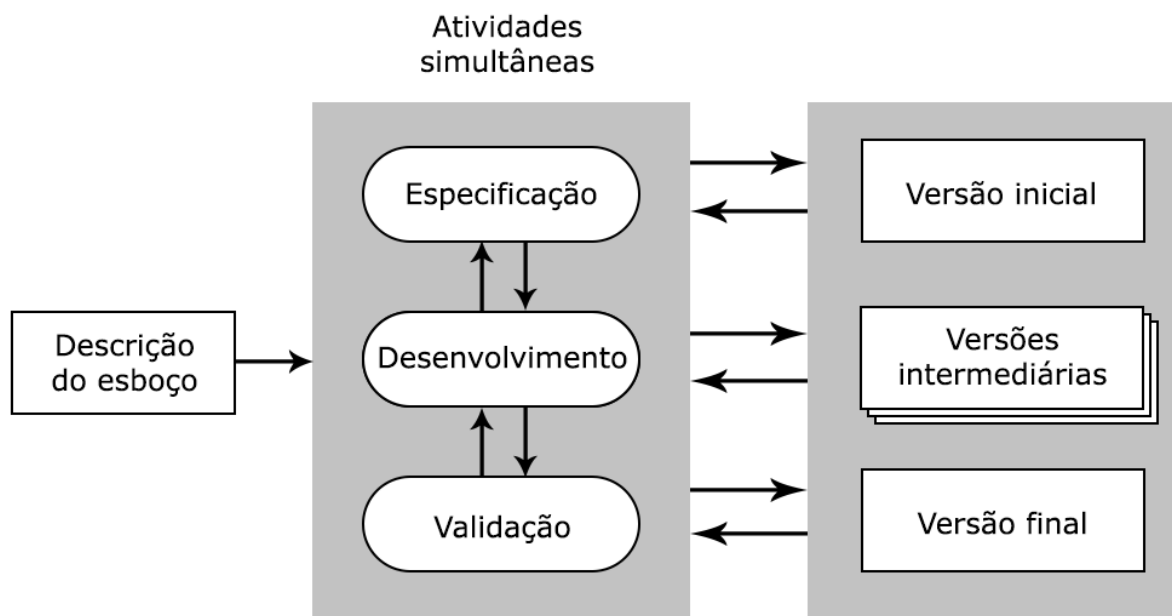 Atividades
simultâneas
Especificação
Versão inicial
Descrição
do esboço
Desenvolvimento
Versões
intermediárias
Validação
Versão final